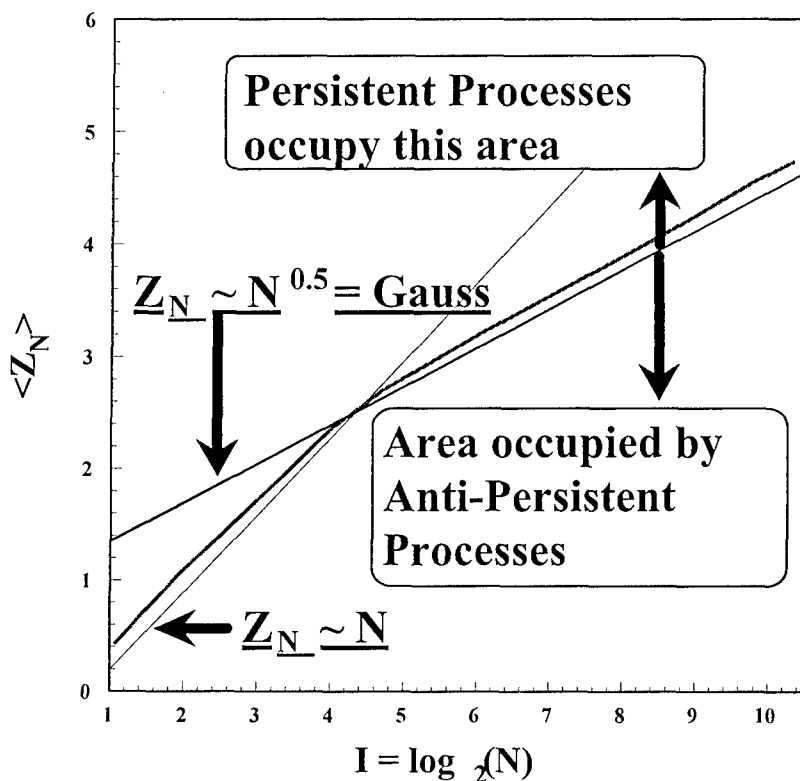 6
Persistent Processes
occupy this area
5
4
Z_N ~ N^0.5 = Gauss
3
<Z_N>
2
Area occupied by
Anti-Persistent
Processes
1
Z_N ~ N
0
1 2 3 4 5 6 7 8 9 10
I = log_2(N)